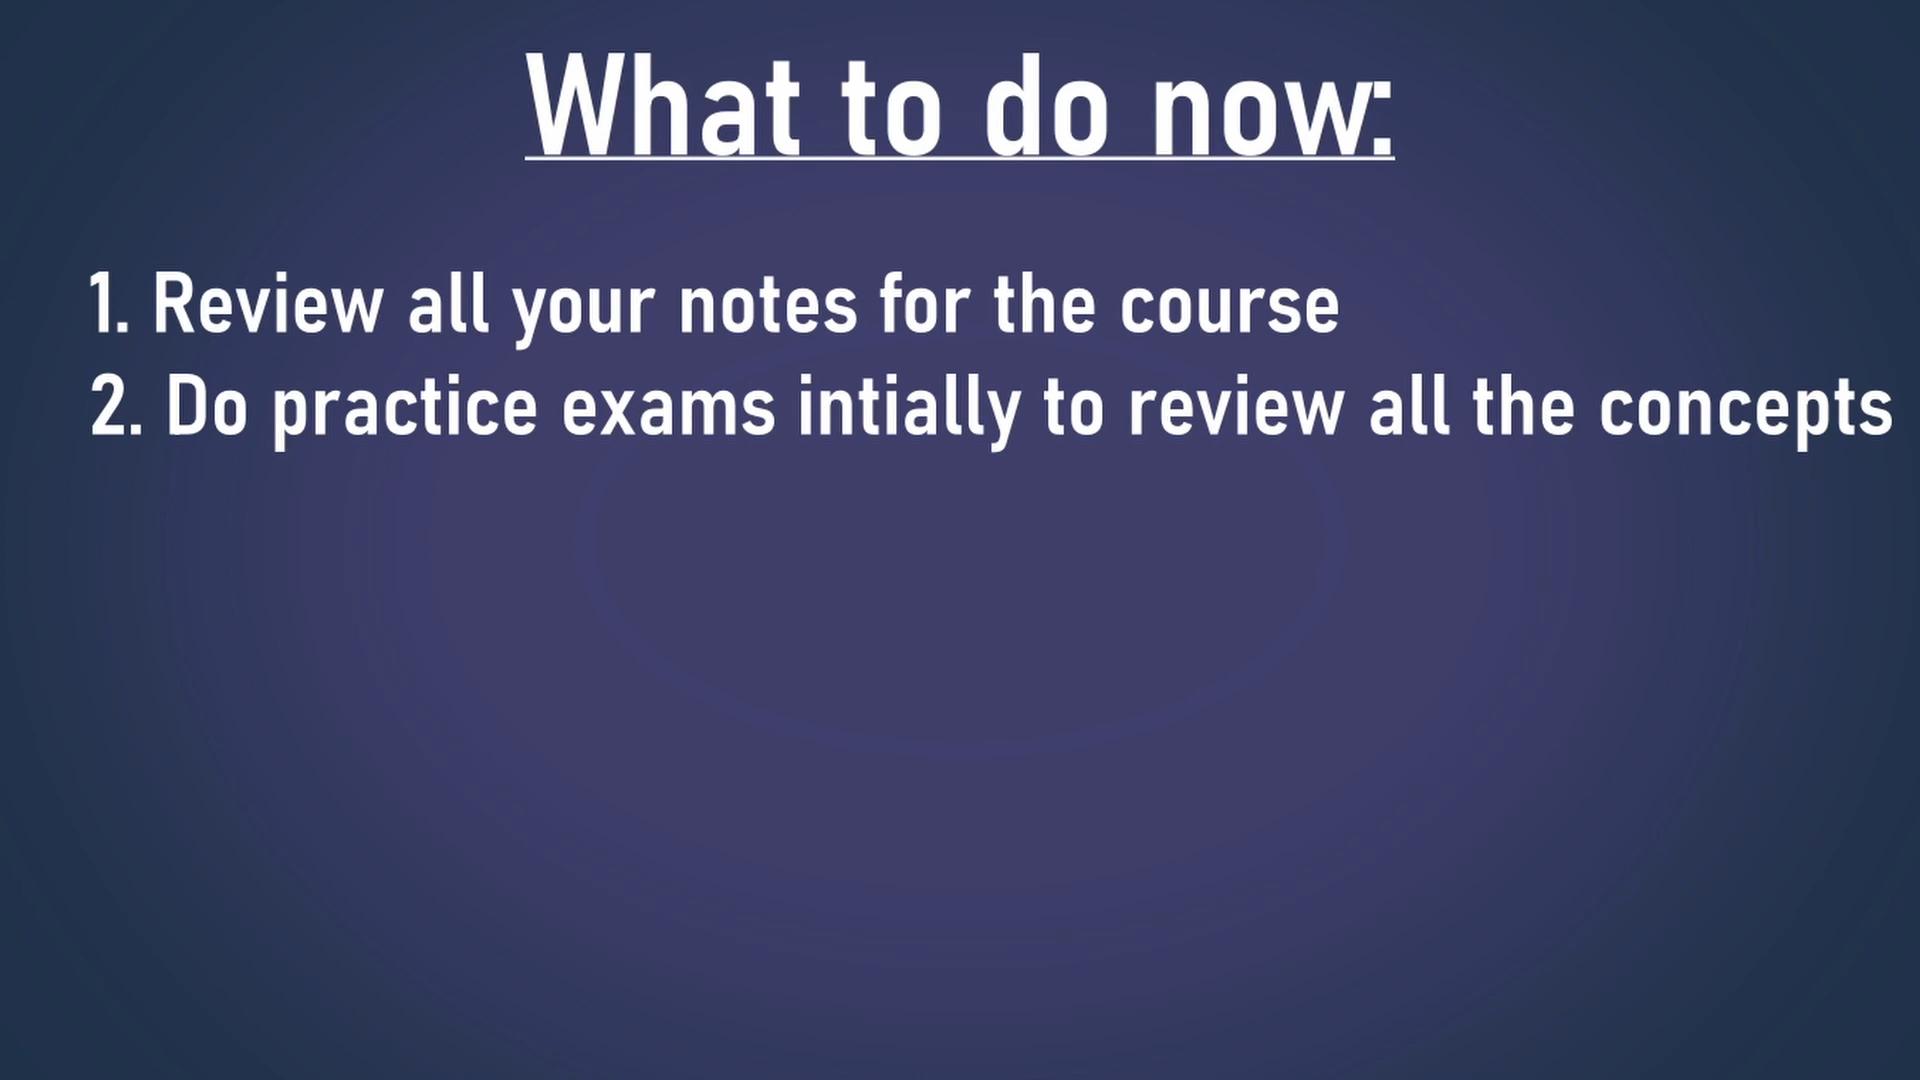 What to do now:
1. Review all your notes for the course
2. Do practice exams intially to review all the concepts